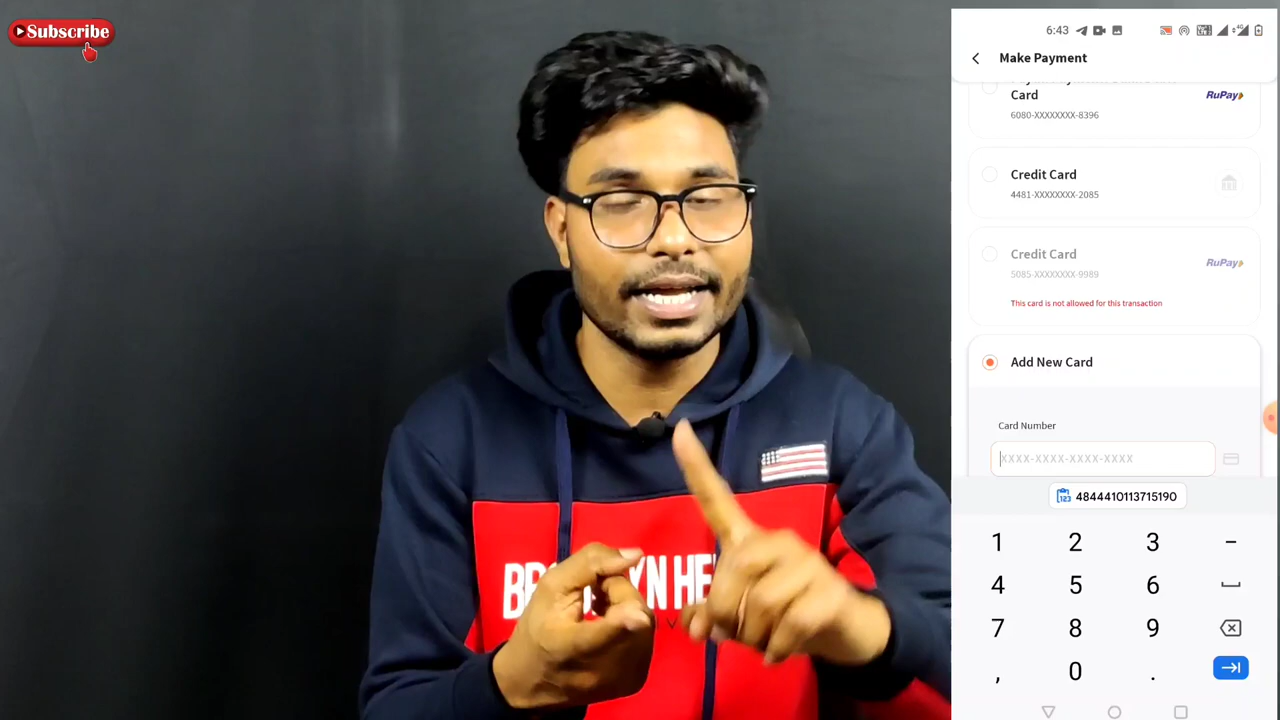 Subscribe
6:43
Make Payment
Card
RuPay
6080-XXXXXXXX-8396
Credit Card
4481-XXXXXXXX-2085
Credit Card
RuPay
5085-XXXXXXXX-9989
This card is not allowed for this transaction
Add New Card
Card Number
XXXX-XXXX-XXXX-XXXX
4844410113715190
1 2 3 -
4 5 6
7 8 9
, 0 .